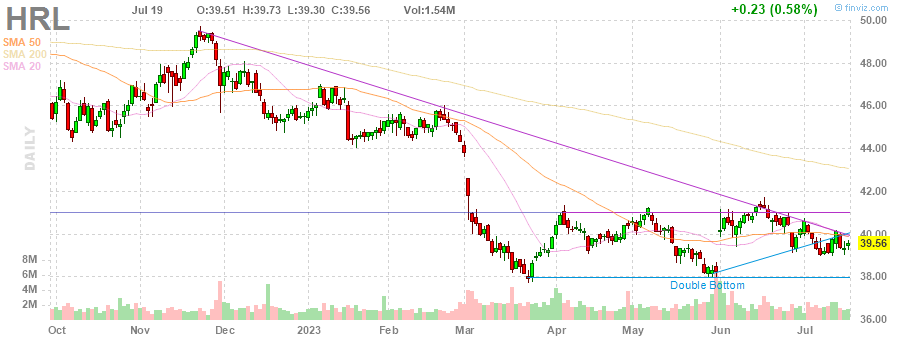 HRL Jul 19 O:39.51 H:39.73 L:39.30 C:39.56 Vol:1.54M +0.23 (0.58%) finviz.com
SMA 50
SMA 200
SMA 20
DAILY
50.00
48.00
46.00
44.00
42.00
40.00
39.56
38.00
36.00
8M
6M
4M
2M
Double Bottom
Oct Nov Dec 2023 Feb Mar Apr May Jun Jul